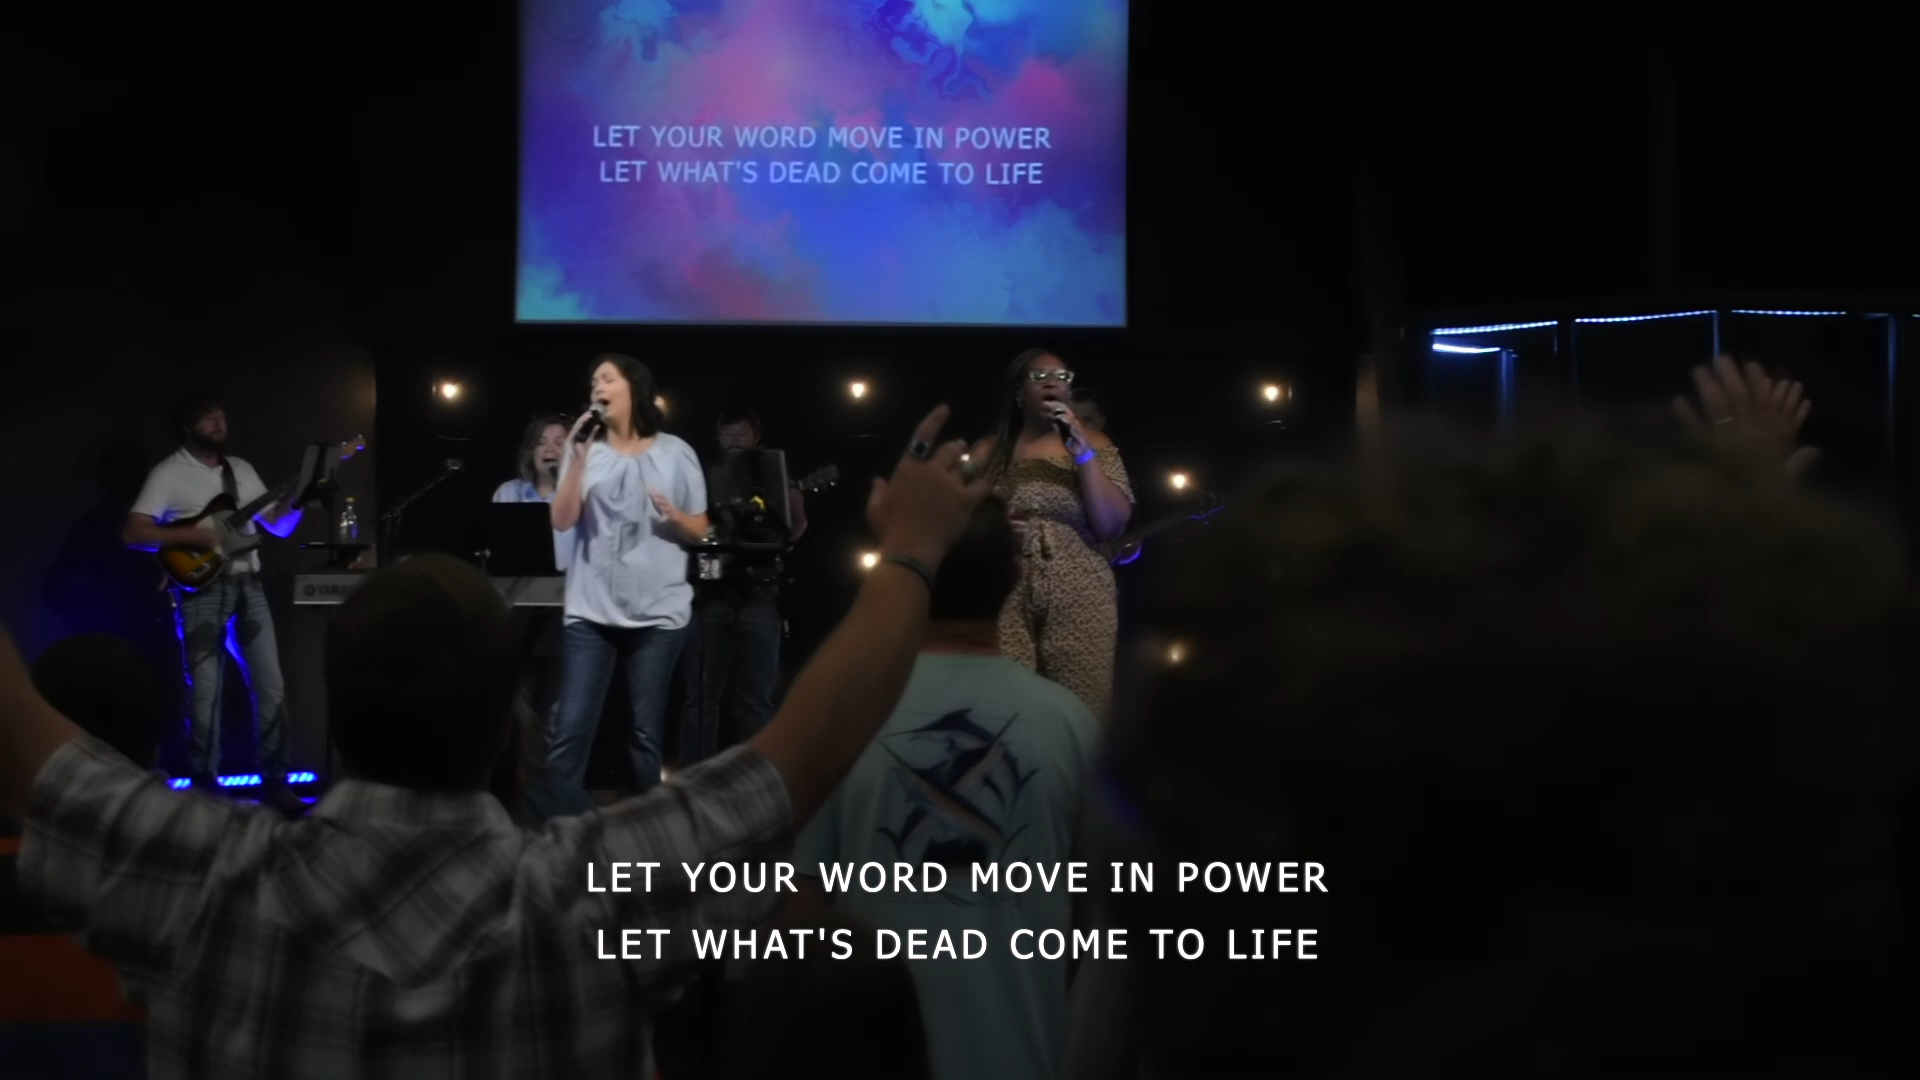 LET YOUR WORD MOVE IN POWER
LET WHAT'S DEAD COME TO LIFE
YAMA
LET YOUR WORD MOVE IN POWER
LET WHAT'S DEAD COME TO LIFE